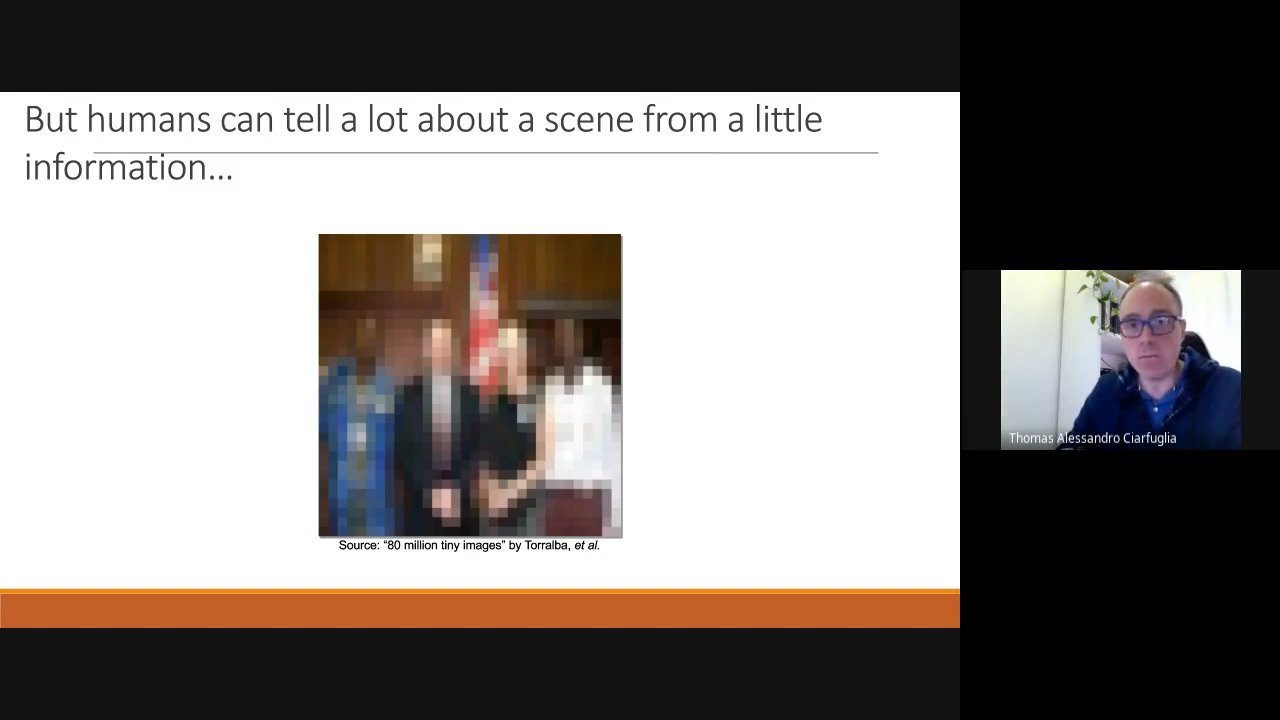 But humans can tell a lot about a scene from a little
information...
Source: “80 million tiny images” by Torralba, et al.
Thomas Alessandro Ciarfuglia